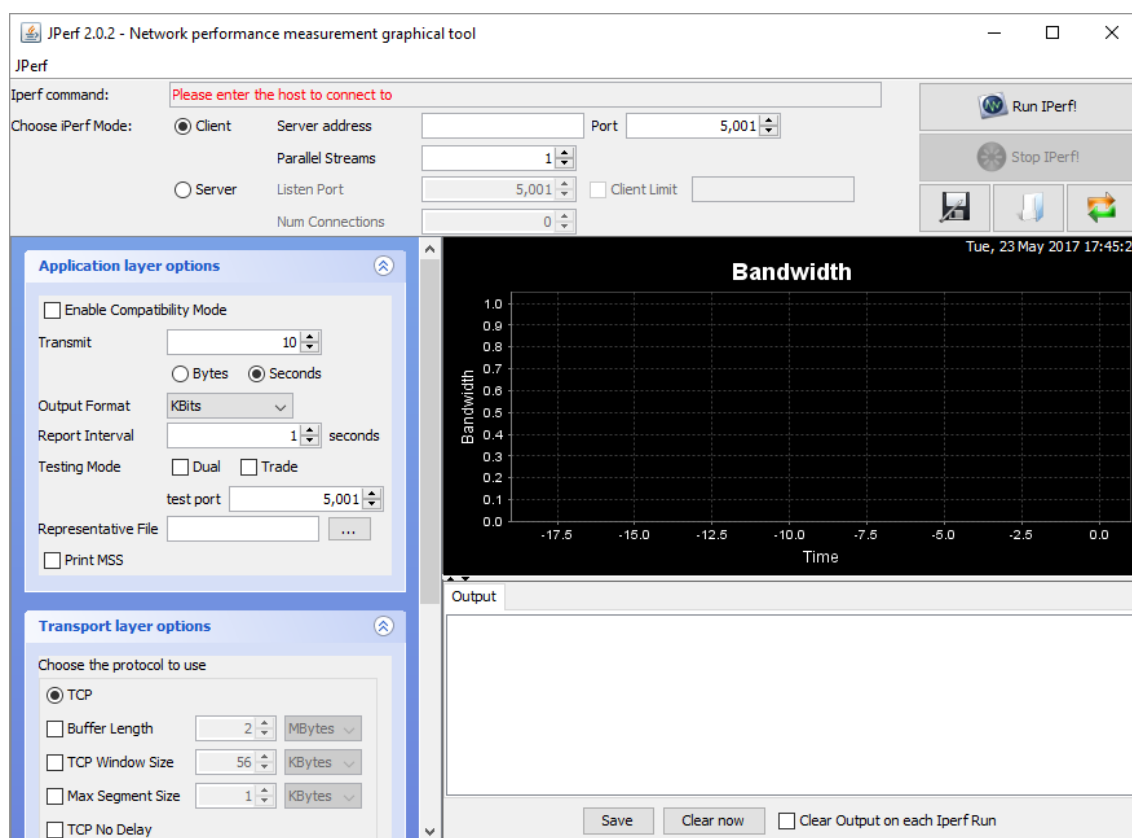 JPerf 2.0.2 - Network performance measurement graphical tool
JPerf
Iperf command: Please enter the host to connect to
Run IPerf!
Choose iPerf Mode: Client Server address Port 5,001
Parallel Streams 1
Stop IPerf!
Server Listen Port 5,001 Client Limit
Num Connections 0
Application layer options
Enable Compatibility Mode
Transmit 10
Bytes Seconds
Output Format KBits
Report Interval 1 seconds
Testing Mode Dual Trade
test port 5,001
Representative File ...
Print MSS
Transport layer options
Choose the protocol to use
TCP
Buffer Length 2 MBytes
TCP Window Size 56 KBytes
Max Segment Size 1 KBytes
TCP No Delay
Tue, 23 May 2017 17:45:2
Bandwidth
1.0
0.9
0.8
0.7
0.6
0.5
0.4
0.3
0.2
0.1
0.0
Bandwidth
-17.5 -15.0 -12.5 -10.0 -7.5 -5.0 -2.5 0.0
Time
Output
Save Clear now Clear Output on each Iperf Run